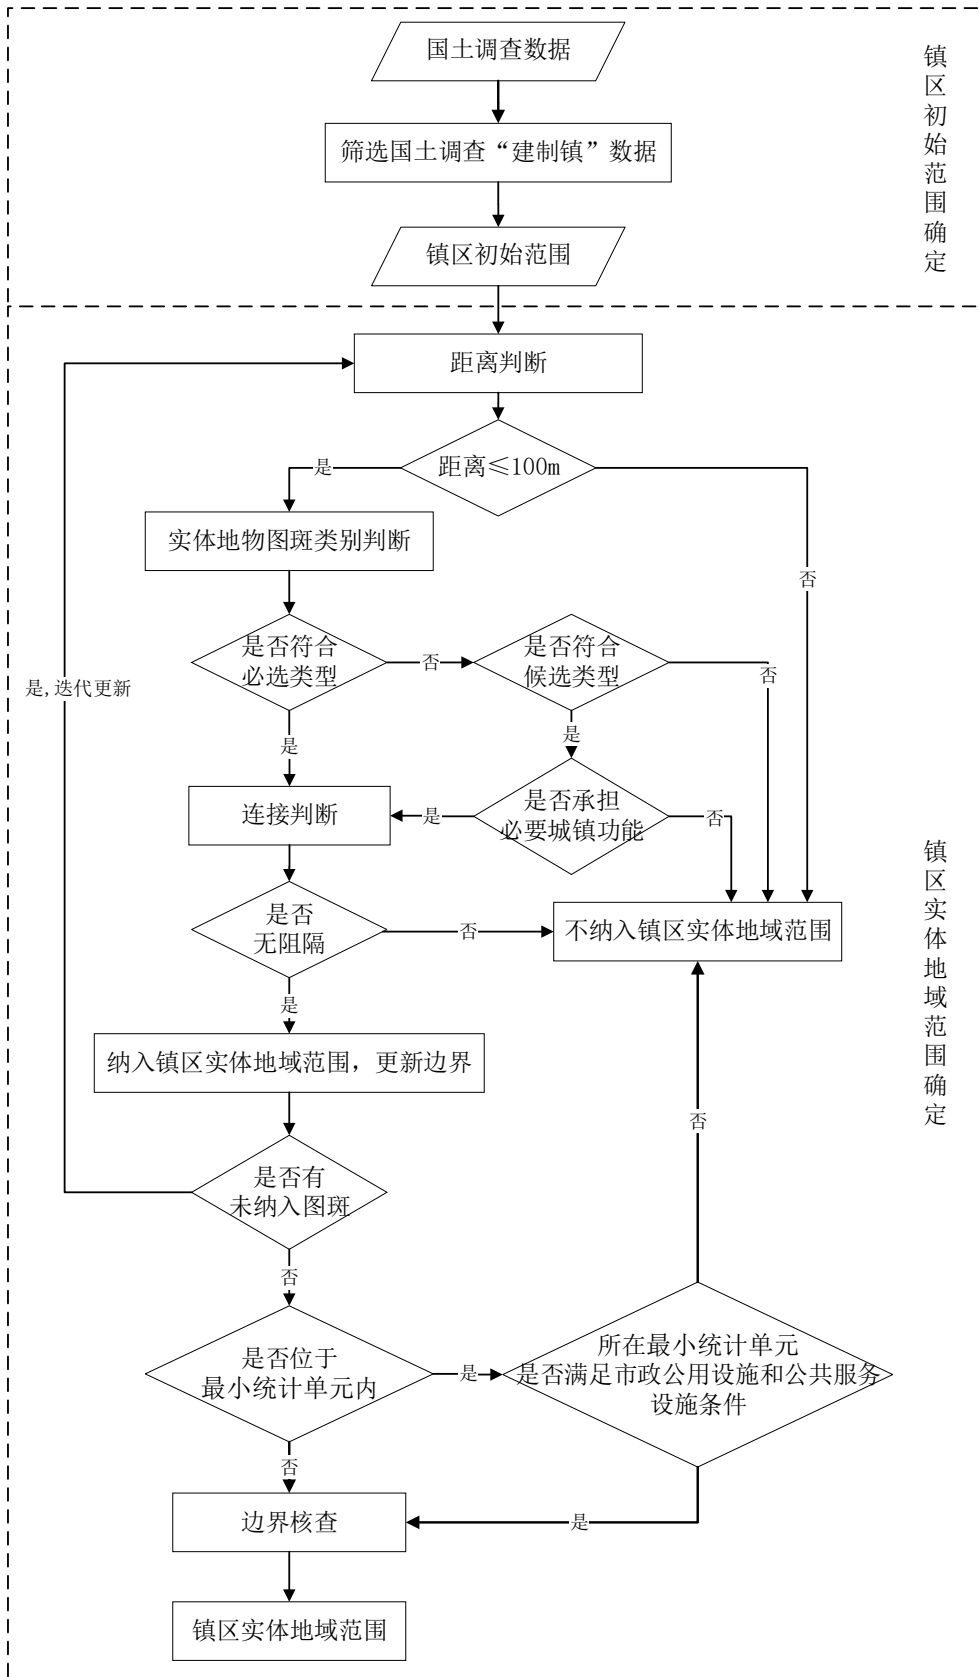 国土调查数据
筛选国土调查“建制镇”数据
镇区初始范围
镇区初始范围确定
距离判断
距离≤100m
是
否
实体地物图斑类别判断
是否符合
必选类型
否
是否符合
候选类型
否
是,迭代更新
是
是
连接判断
是
是否承担
必要城镇功能
否
是否
无阻隔
否
不纳入镇区实体地域范围
镇区实体地域范围确定
是
纳入镇区实体地域范围，更新边界
否
是否有
未纳入图斑
否
是否位于
最小统计单元内
是
所在最小统计单元
是否满足市政公用设施和公共服务
设施条件
否
边界核查
是
镇区实体地域范围